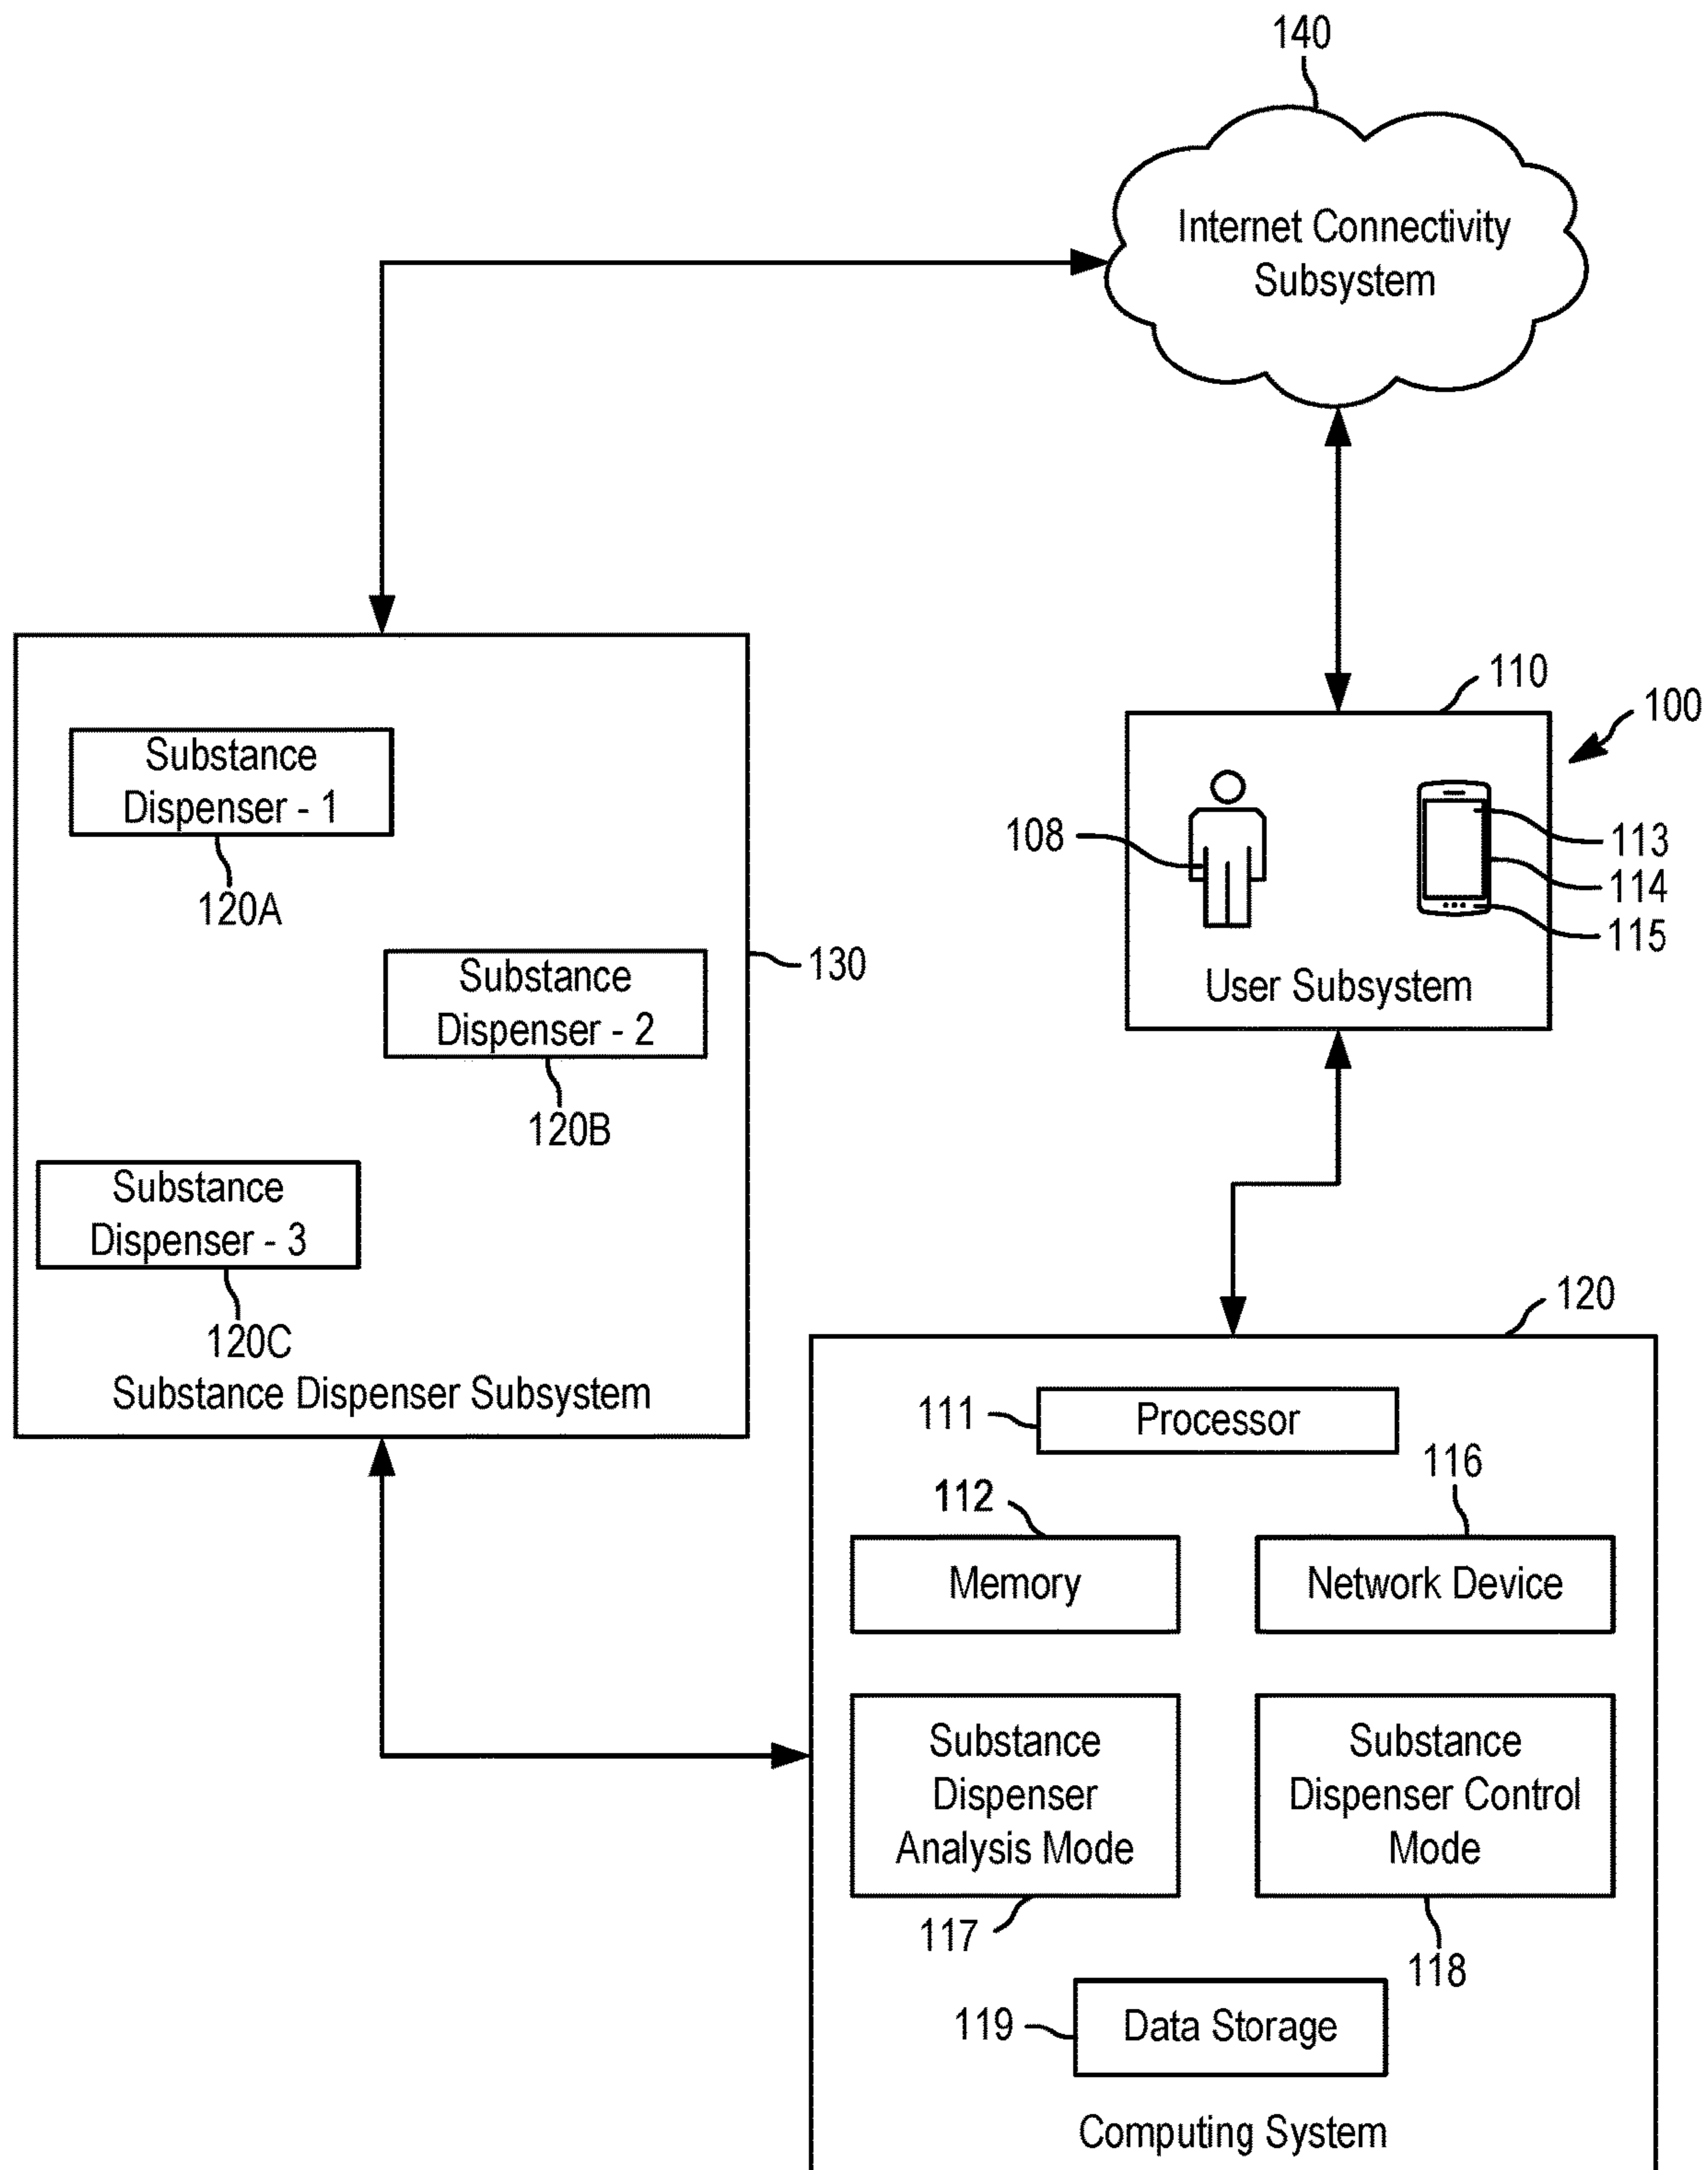 140
Internet Connectivity
Subsystem
110
100
108
113
114
115
User Subsystem
Substance
Dispenser - 1
120A
130
Substance
Dispenser - 2
120B
Substance
Dispenser - 3
120C
Substance Dispenser Subsystem
120
111
Processor
112
116
Memory
Network Device
Substance
Dispenser
Analysis Mode
Substance
Dispenser Control
Mode
117
118
119
Data Storage
Computing System